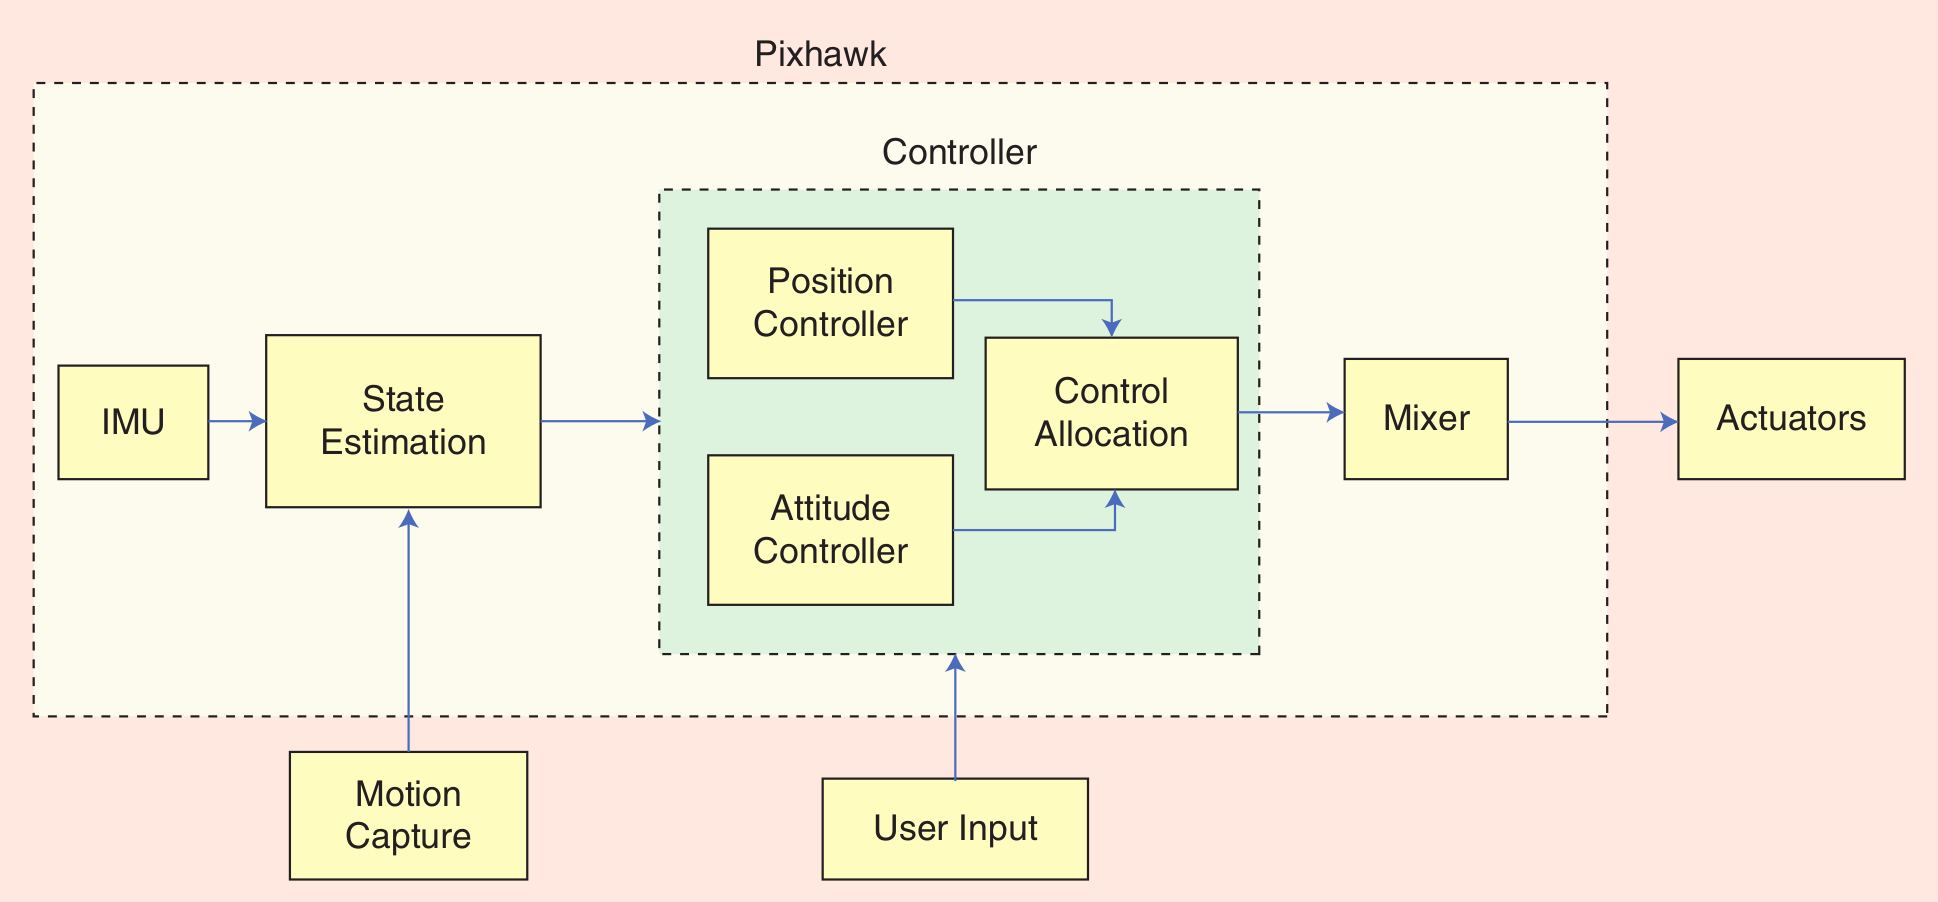 Pixhawk
Controller
Position
Controller
IMU
State
Estimation
Control
Allocation
Mixer
Actuators
Attitude
Controller
Motion
Capture
User Input